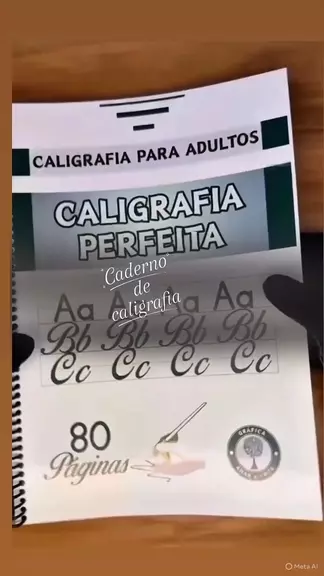 CALIGRAFIA PARA ADULTOS
CALIGRAFIA
PERFEITA
Caderno
de
caligrafia
Aa Aa Aa Aa
Bb Bb Bb Bb
Cc Cc Cc Cc
80
Páginas
GRÁFICA
Meta AI